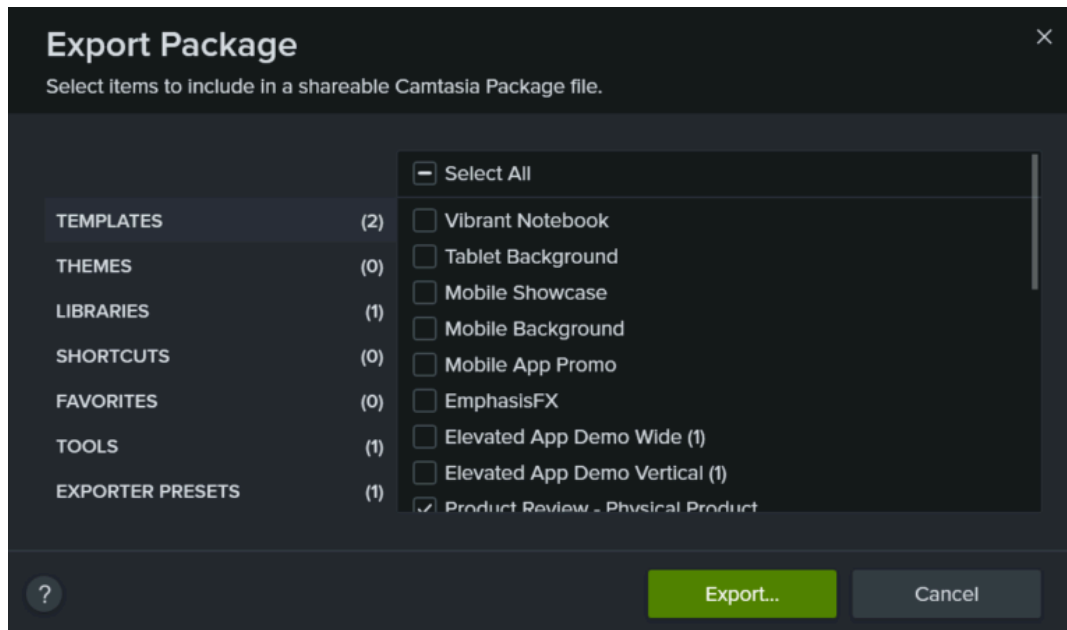 Export Package
Select items to include in a shareable Camtasia Package file.
Select All
TEMPLATES (2)
THEMES (0)
LIBRARIES (1)
SHORTCUTS (0)
FAVORITES (0)
TOOLS (1)
EXPORTER PRESETS (1)
Vibrant Notebook
Tablet Background
Mobile Showcase
Mobile Background
Mobile App Promo
EmphasisFX
Elevated App Demo Wide (1)
Elevated App Demo Vertical (1)
Product Review - Physical Product
?
Export...
Cancel